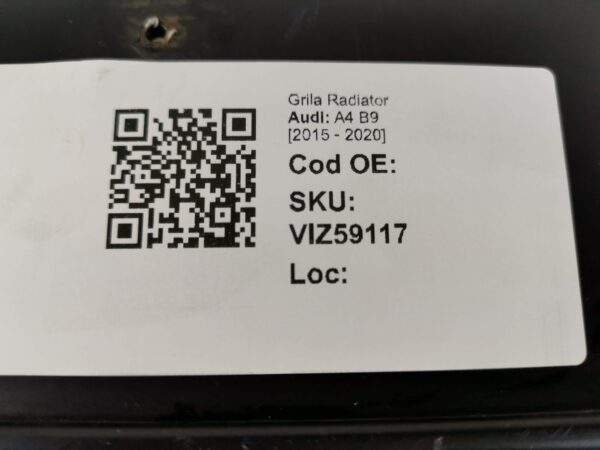 Grila Radiator
Audi: A4 B9
[2015 - 2020]
Cod OE:
SKU:
VIZ59117
Loc: